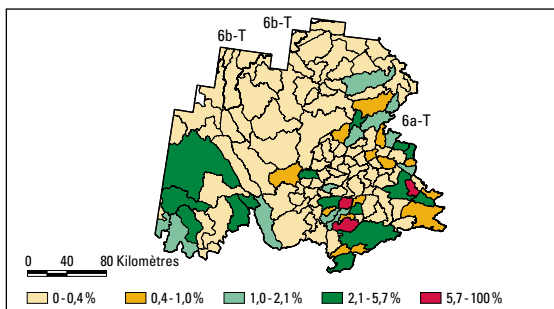 6b-T
6b-T
6a-T
0 40 80 Kilomètres
0-0,4 % 0,4-1,0 % 1,0-2,1 % 2,1-5,7 % 5,7-100 %